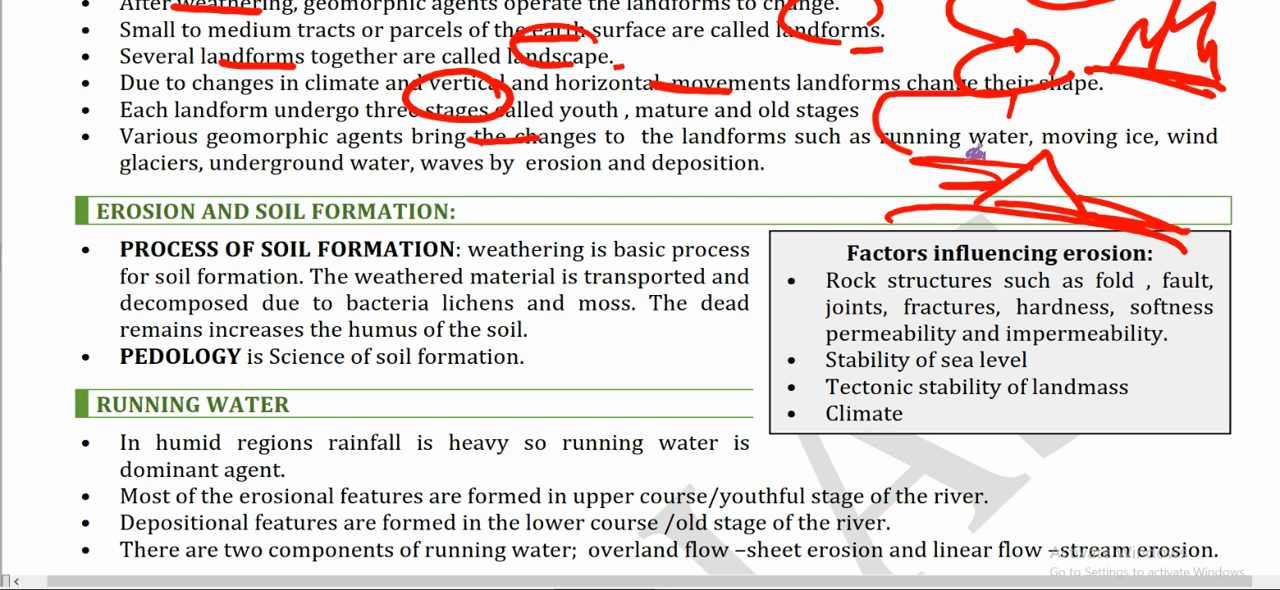 After weathering, geomorphic agents operate the landforms to change.
Small to medium tracts or parcels of the earth surface are called landforms.
Several landforms together are called landscape.
Due to changes in climate and vertical and horizontal movements landforms change their shape.
Each landform undergo three stages called youth , mature and old stages
Various geomorphic agents bring the changes to the landforms such as running water, moving ice, wind
glaciers, underground water, waves by erosion and deposition.
EROSION AND SOIL FORMATION:
PROCESS OF SOIL FORMATION: weathering is basic process
for soil formation. The weathered material is transported and
decomposed due to bacteria lichens and moss. The dead
remains increases the humus of the soil.
PEDOLOGY is Science of soil formation.
Factors influencing erosion:
Rock structures such as fold , fault,
joints, fractures, hardness, softness
permeability and impermeability.
Stability of sea level
Tectonic stability of landmass
Climate
RUNNING WATER
In humid regions rainfall is heavy so running water is
dominant agent.
Most of the erosional features are formed in upper course/youthful stage of the river.
Depositional features are formed in the lower course /old stage of the river.
There are two components of running water; overland flow –sheet erosion and linear flow –stream erosion.
Activate Windows
Go to Settings to activate Windows.